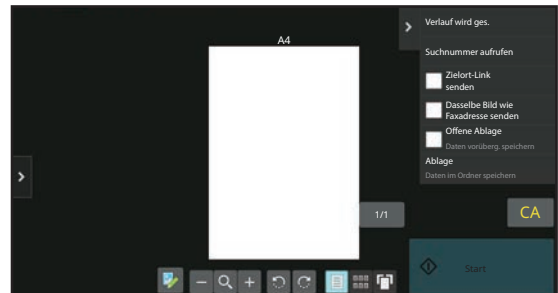 A4
Verlauf wird ges.
Suchnummer aufrufen
Zielort-Link
senden
Dasselbe Bild wie
Faxadresse senden
Offene Ablage
Daten vorüberg. speichern
Ablage
Daten im Ordner speichern
1/1
CA
Start